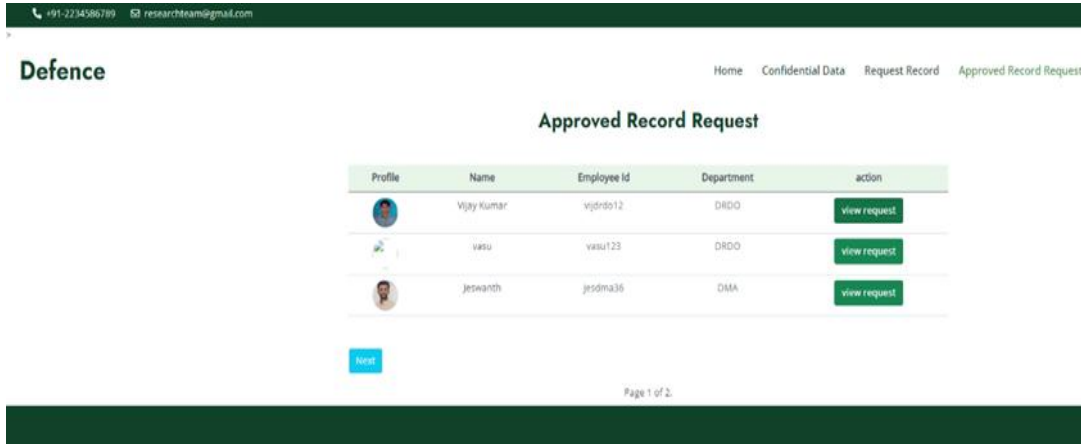 +91-2234586789 researchteam@gmail.com
>
Defence
Home Confidential Data Request Record Approved Record Request
Approved Record Request
Profile Name Employee Id Department action
Vijay Kumar vijdrdo12 DRDO view request
vasu vasu123 DRDO view request
Jeswanth jesdma36 DMA view request
Next
Page 1 of 2.